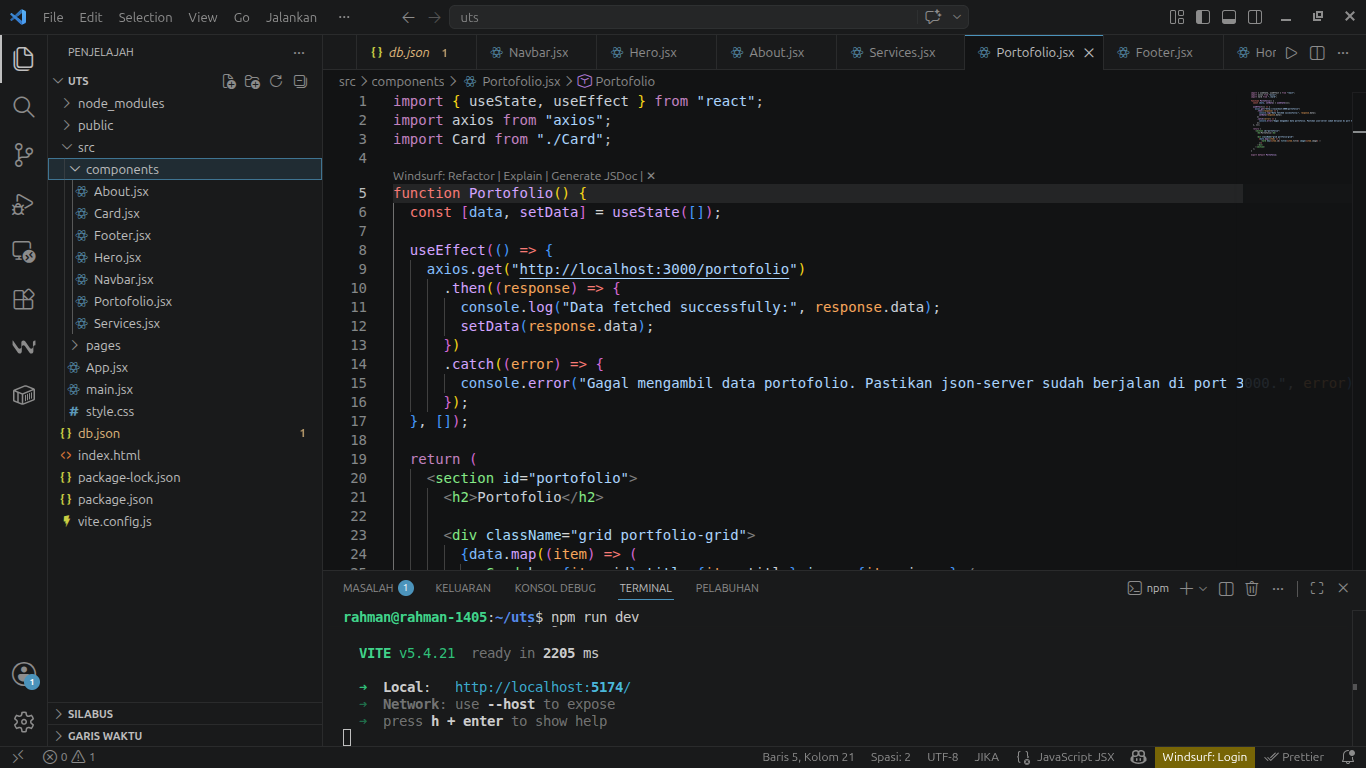 File Edit Selection View Go Jalankan ··· uts
PENJELAJAH ···
UTS
node_modules
public
src
components
About.jsx
Card.jsx
Footer.jsx
Hero.jsx
Navbar.jsx
Portofolio.jsx
Services.jsx
pages
App.jsx
main.jsx
# style.css
{} db.json 1
<> index.html
{} package-lock.json
{} package.json
vite.config.js
SILABUS
GARIS WAKTU
{} db.json 1 Navbar.jsx Hero.jsx About.jsx Services.jsx Portofolio.jsx Footer.jsx Hor
src > components > Portofolio.jsx > Portofolio
1 import { useState, useEffect } from "react";
2 import axios from "axios";
3 import Card from "./Card";
4
Windsurf: Refactor | Explain | Generate JSDoc | ✕
5 function Portofolio() {
6 const [data, setData] = useState([]);
7
8 useEffect(() => {
9 axios.get("http://localhost:3000/portofolio")
10 .then((response) => {
11 console.log("Data fetched successfully:", response.data);
12 setData(response.data);
13 })
14 .catch((error) => {
15 console.error("Gagal mengambil data portofolio. Pastikan json-server sudah berjalan di port 3000.", error)
16 });
17 }, []);
18
19 return (
20 <section id="portofolio">
21 <h2>Portofolio</h2>
22
23 <div className="grid portfolio-grid">
24 {data.map((item) => (
MASALAH 1 KELUARAN KONSOL DEBUG TERMINAL PELABUHAN npm
rahman@rahman-1405:~/uts$ npm run dev
VITE v5.4.21 ready in 2205 ms
➜ Local: http://localhost:5174/
➜ Network: use --host to expose
➜ press h + enter to show help
1
0 1 Baris 5, Kolom 21 Spasi: 2 UTF-8 JIKA {} JavaScript JSX Windsurf: Login Prettier